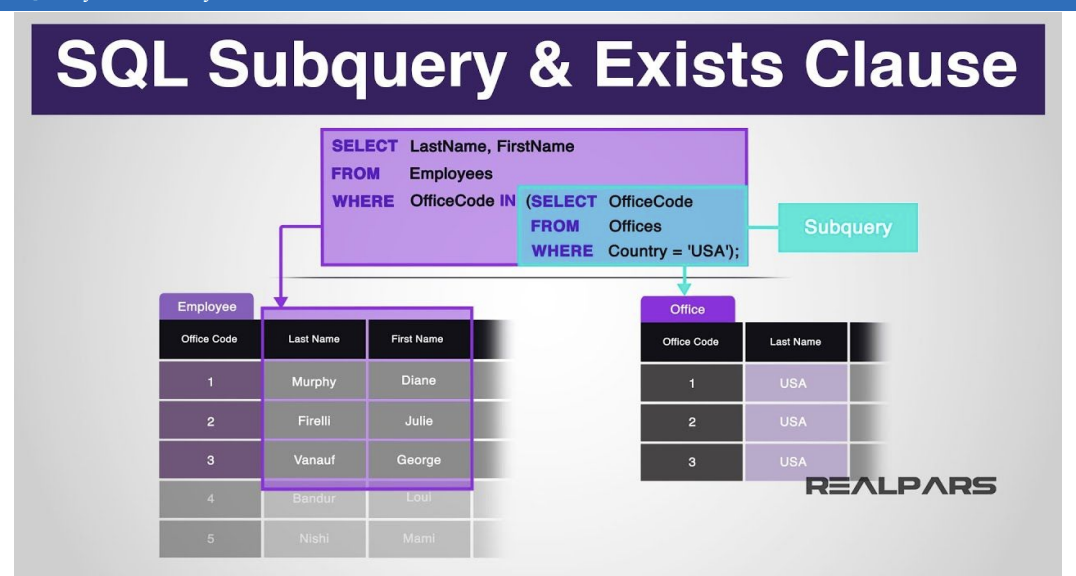 SQL Subquery & Exists Clause
SELECT LastName, FirstName
FROM Employees
WHERE OfficeCode IN (SELECT OfficeCode
FROM Offices
WHERE Country = 'USA');
Subquery
Employee
Office Code Last Name First Name
1 Murphy Diane
2 Firelli Julie
3 Vanauf George
4 Bandur Loui
5 Nishi Mami
Office
Office Code Last Name
1 USA
2 USA
3 USA
REALPARS